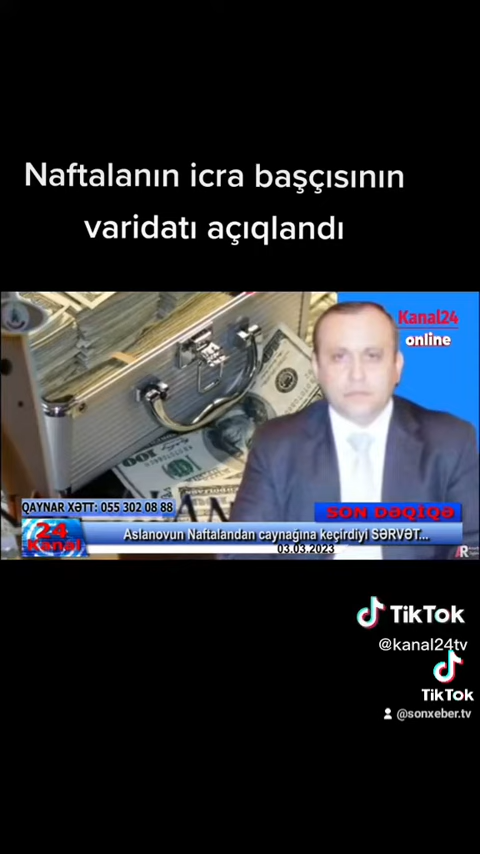 Naftalanın icra başçısının
varidatı açıqlandı
Kanal24
online
QAYNAR XƏTT: 055 302 08 88
SON DƏQİQƏ
24
Kanal
Aslanovun Naftalandan caynağına keçirdiyi SƏRVƏT...
03.03.2023
TikTok
@kanal24tv
TikTok
@sonxeber.tv